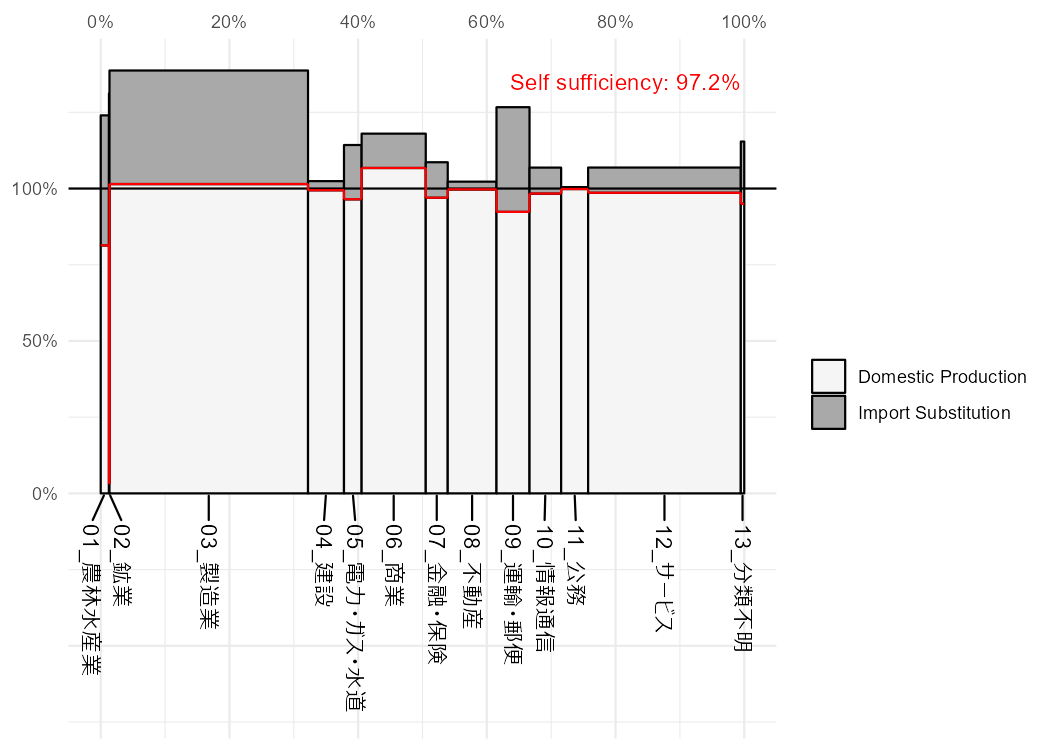 0%
20%
40%
60%
80%
100%
Self sufficiency: 97.2%
100%
50%
0%
Domestic Production
Import Substitution
01_農林水産業
02_鉱業
03_製造業
04_建設
05_電力・ガス・水道
06_商業
07_金融・保険
08_不動産
09_運輸・郵便
10_情報通信
11_公務
12_サービス
13_分類不明